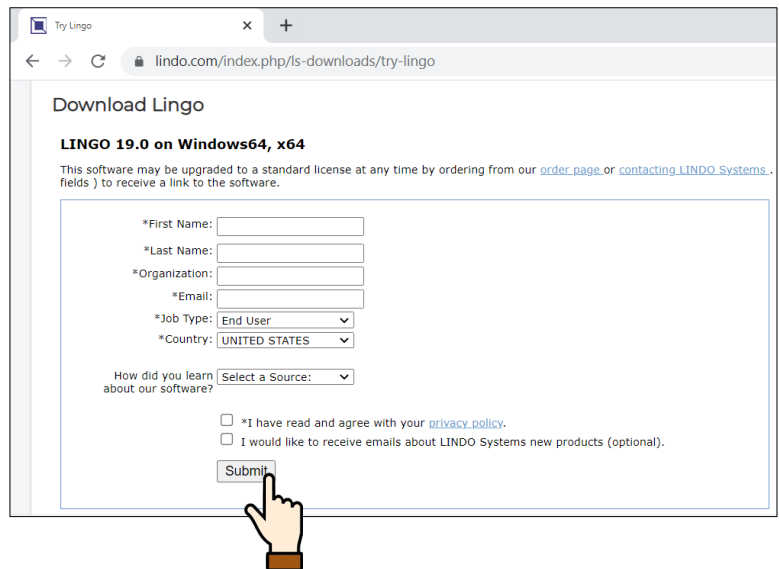 Try Lingo
lindo.com/index.php/ls-downloads/try-lingo
Download Lingo
LINGO 19.0 on Windows64, x64
This software may be upgraded to a standard license at any time by ordering from our order page or contacting LINDO Systems .
fields ) to receive a link to the software.
*First Name:
*Last Name:
*Organization:
*Email:
*Job Type: End User
*Country: UNITED STATES
How did you learn
about our software? Select a Source:
*I have read and agree with your privacy policy.
I would like to receive emails about LINDO Systems new products (optional).
Submit